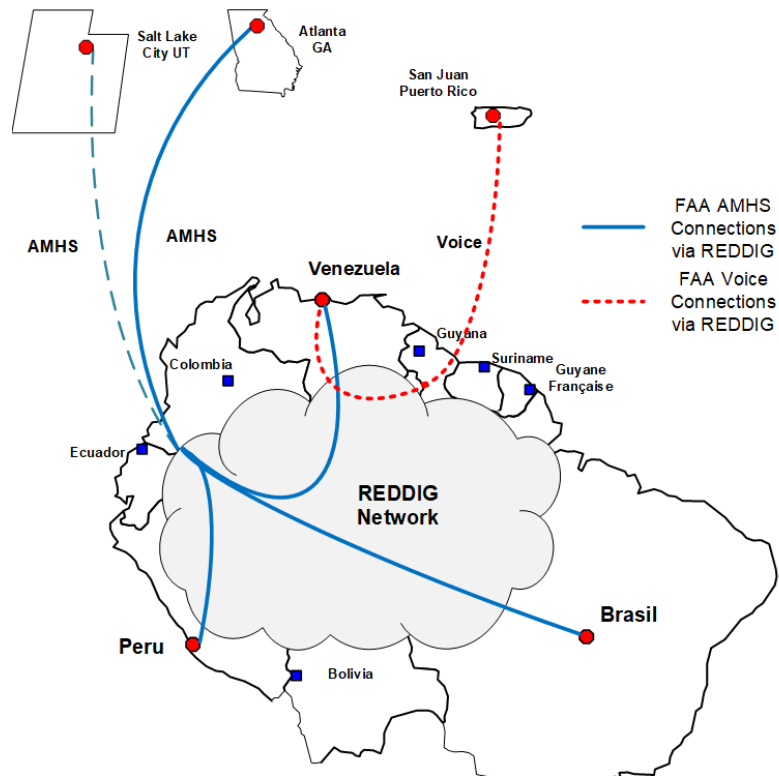 Salt Lake
City UT
Atlanta
GA
San Juan
Puerto Rico
FAA AMHS
Connections
via REDDIG
FAA Voice
Connections
via REDDIG
AMHS
AMHS
Voice
Venezuela
Guyana
Suriname
Guyane
Française
Colombia
Ecuador
REDDIG
Network
Peru
Brasil
Bolivia